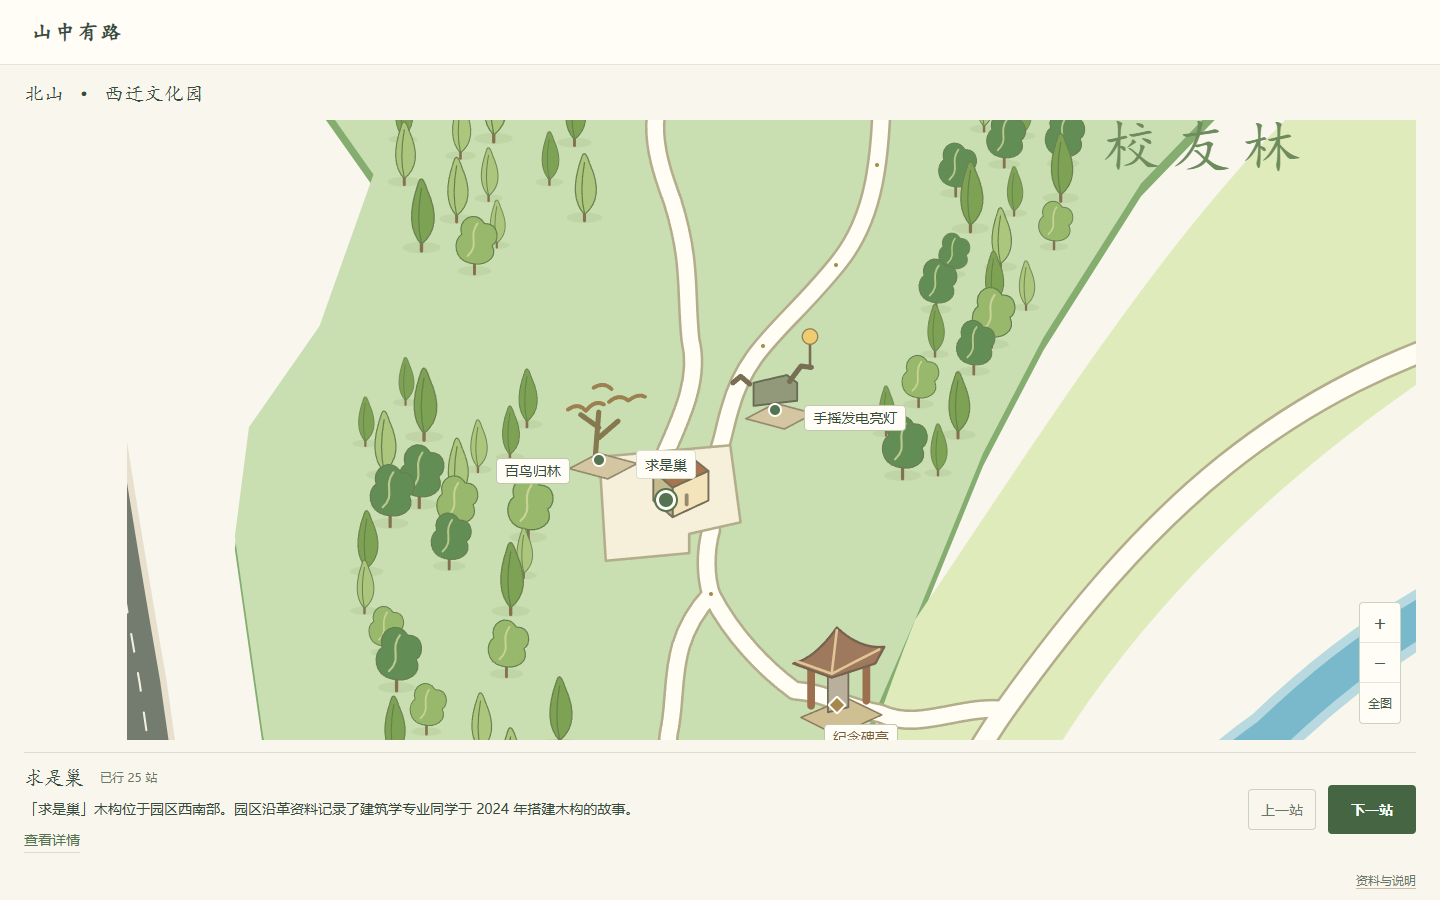 山中有路
北山 • 西迁文化园
校友林
手摇发电亮灯
百鸟归林
求是巢
纪念碑亭
+
−
全图
求是巢 已行 25 站
「求是巢」木构位于园区西南部。园区沿革资料记录了建筑学专业同学于 2024 年搭建木构的故事。
查看详情
上一站
下一站
资料与说明